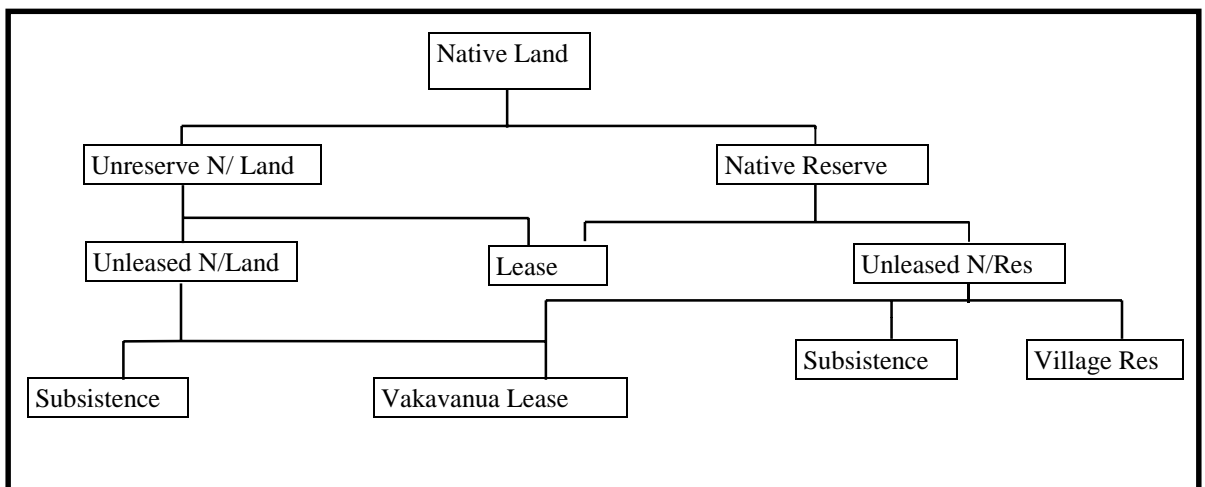 Native Land
Unreserve N/ Land
Native Reserve
Unleased N/Land
Lease
Unleased N/Res
Subsistence
Village Res
Subsistence
Vakavanua Lease